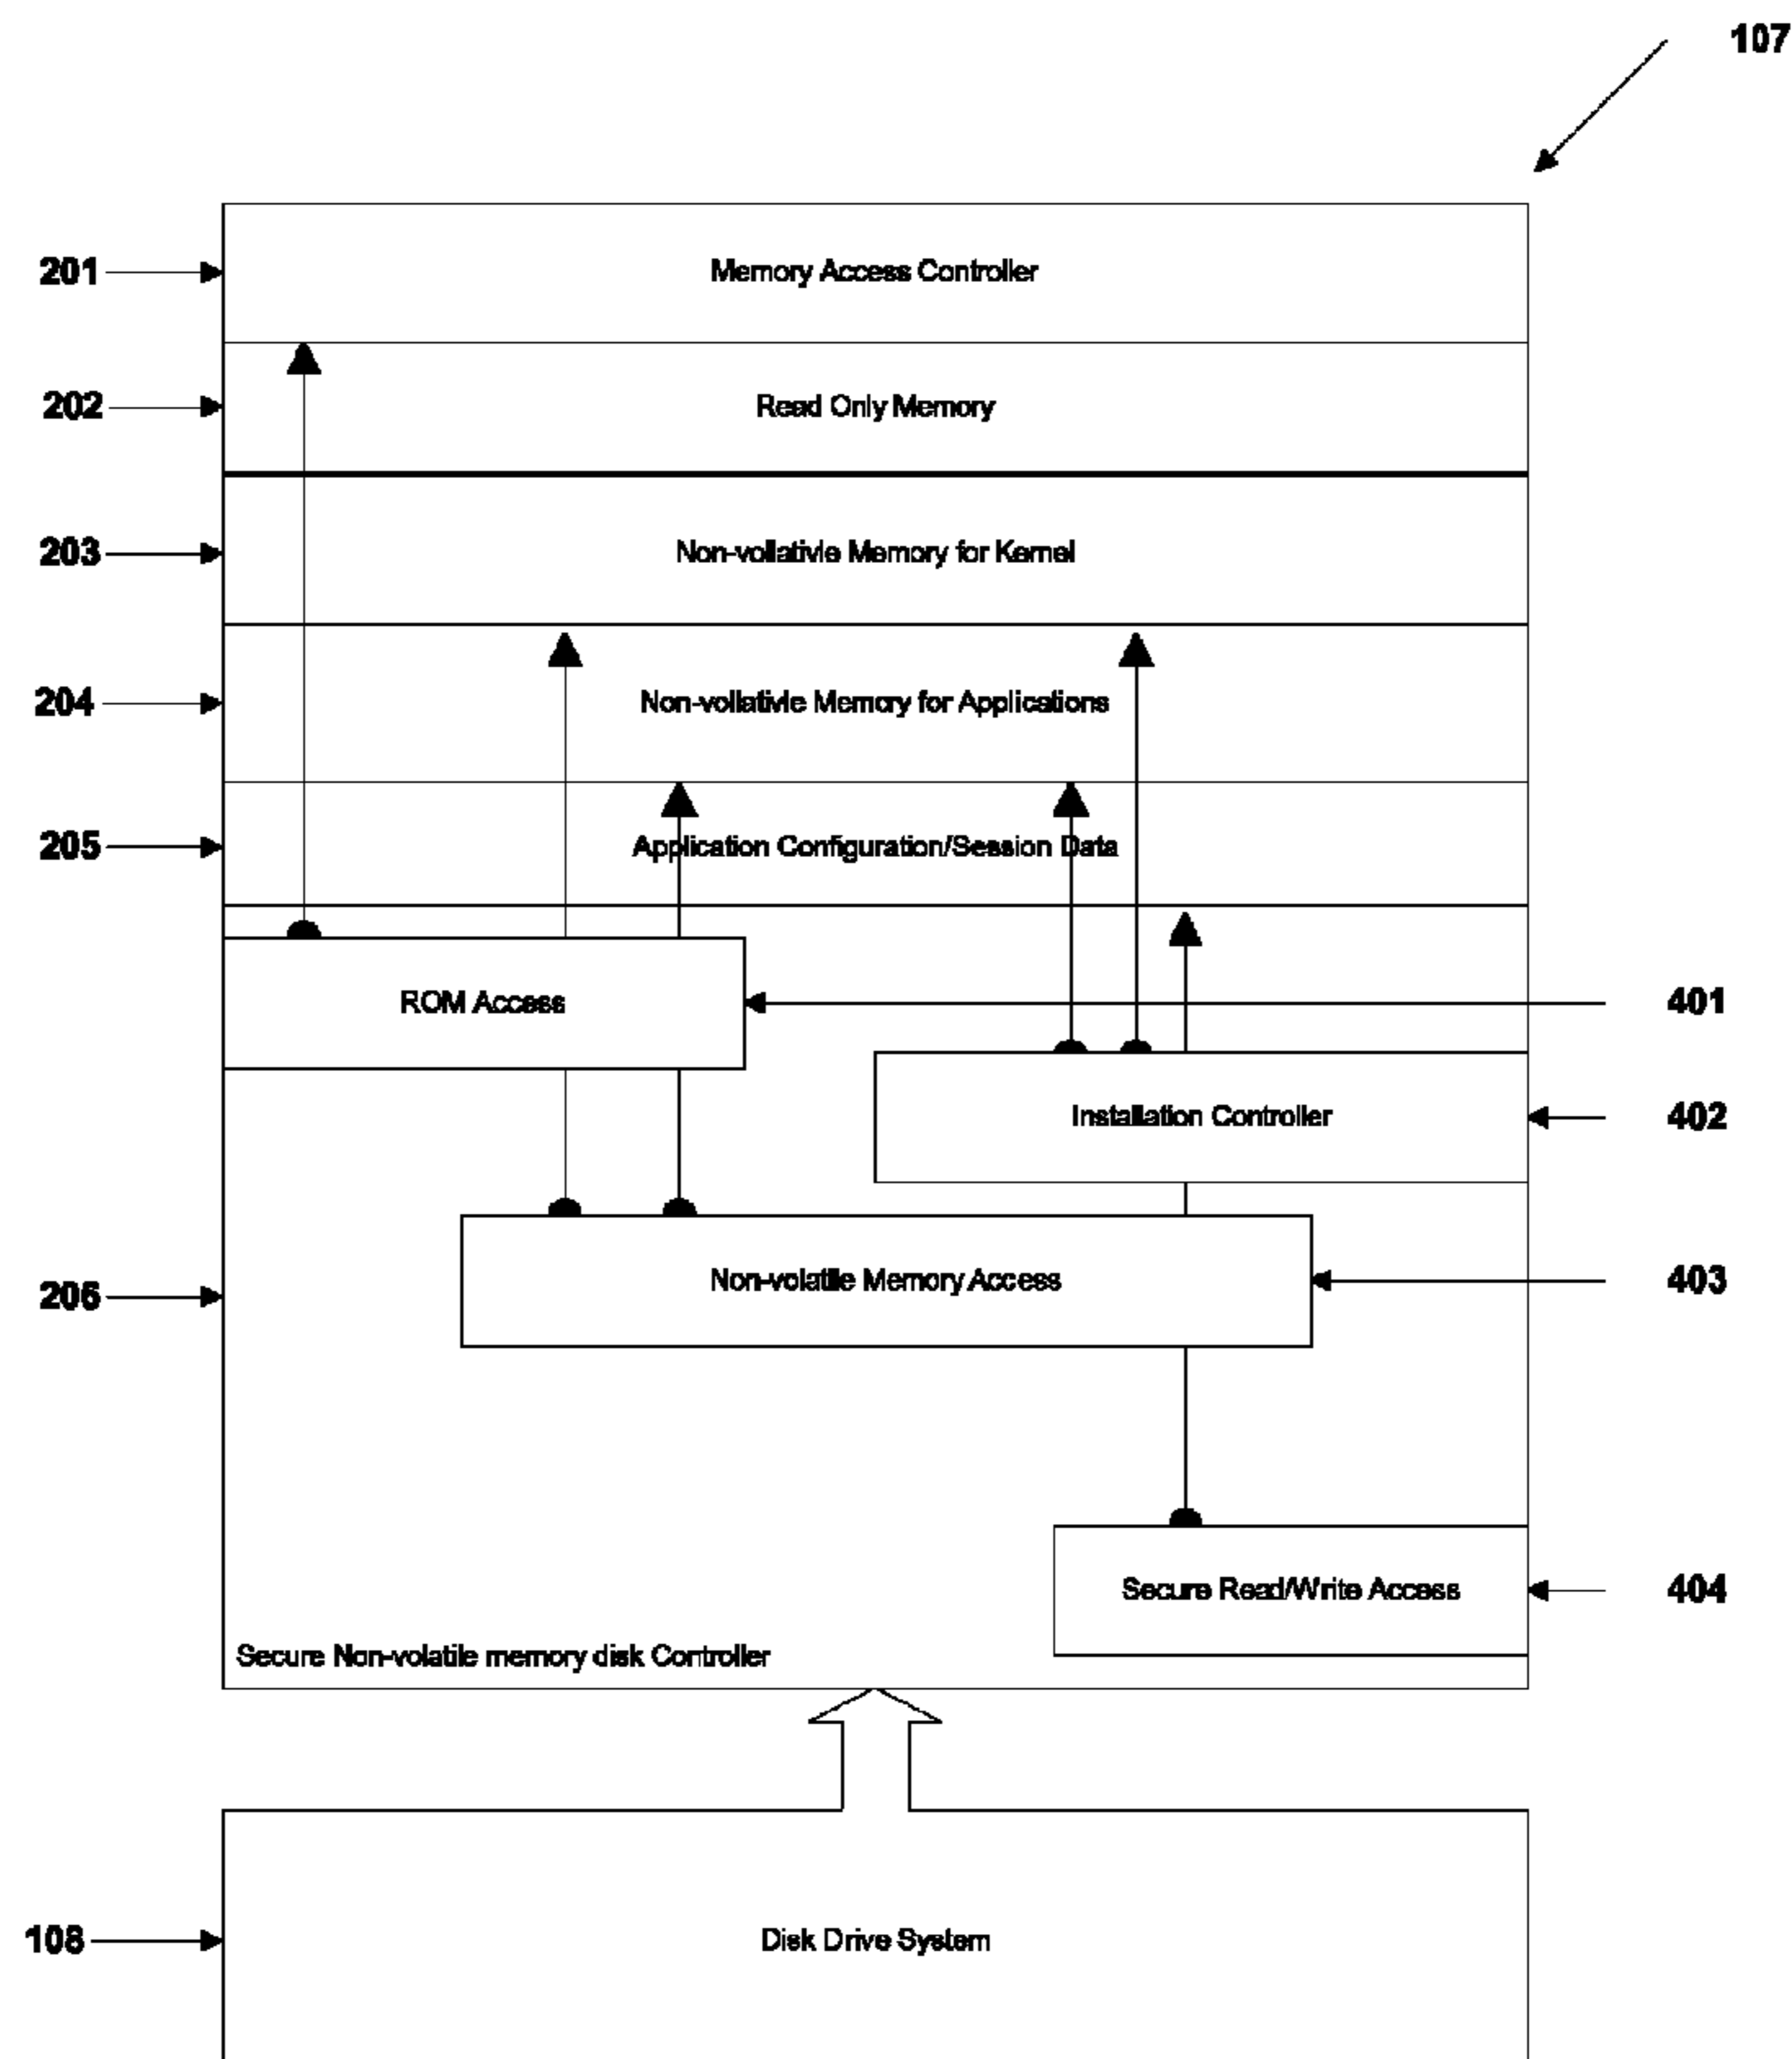 107
201
Memory Access Controller
202
Read Only Memory
203
Non-vollativle Memory for Kernel
204
Non-vollativle Memory for Applications
205
Application Configuration/Session Data
ROM Access
401
Installation Controller
402
206
Non-volatile Memory Access
403
Secure Read/Write Access
404
Secure Non-volatile memory disk Controller
108
Disk Drive System